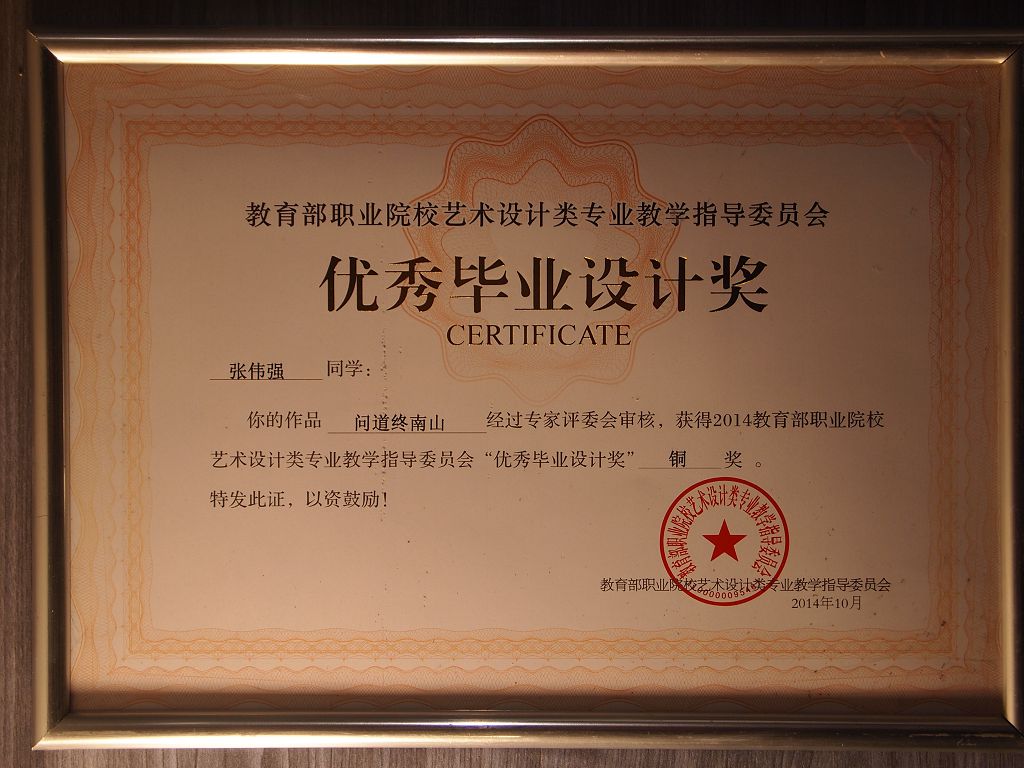 教育部职业院校艺术设计类专业教学指导委员会
优秀毕业设计奖
CERTIFICATE
张伟强 同学：
你的作品 问道终南山 经过专家评委会审核，获得2014教育部职业院校
艺术设计类专业教学指导委员会“优秀毕业设计奖” 铜 奖 。
特发此证，以资鼓励！
教育部职业院校艺术设计类专业教学指导委员会
教育部职业院校艺术设计类专业教学指导委员会
2014年10月